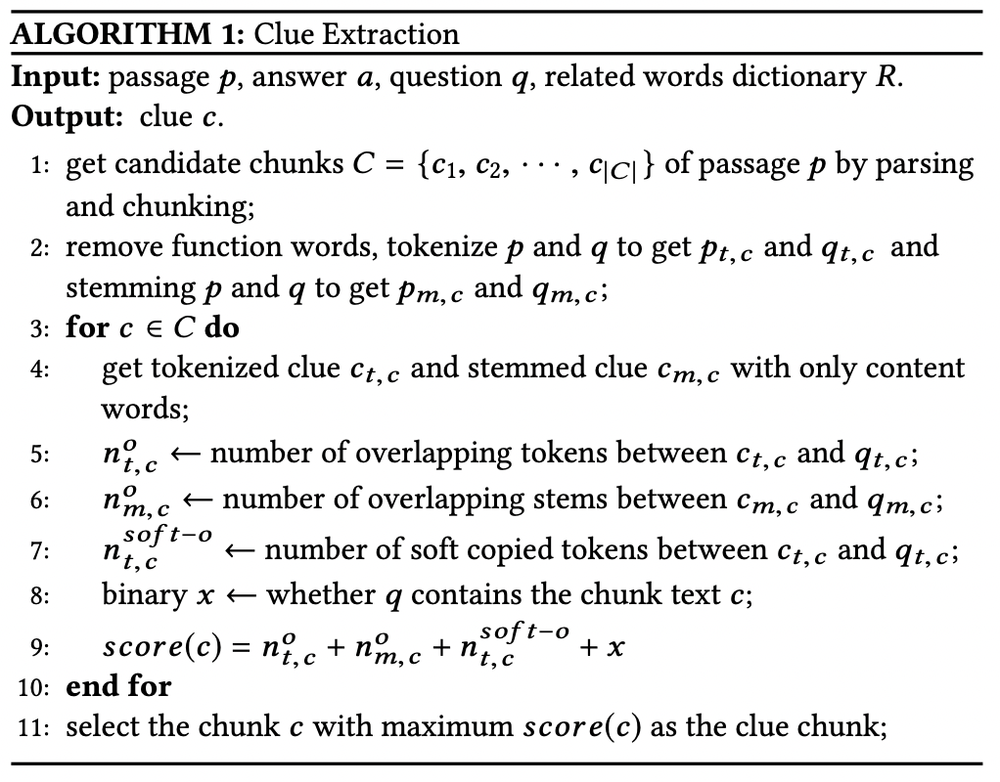 ALGORITHM 1: Clue Extraction
Input: passage p, answer a, question q, related words dictionary R.
Output: clue c.
1: get candidate chunks C = {c_1, c_2, · · · , c_{|C|}} of passage p by parsing
and chunking;
2: remove function words, tokenize p and q to get p_{t,c} and q_{t,c} and
stemming p and q to get p_{m,c} and q_{m,c};
3: for c ∈ C do
4: get tokenized clue c_{t,c} and stemmed clue c_{m,c} with only content
words;
5: n^o_{t,c} ← number of overlapping tokens between c_{t,c} and q_{t,c};
6: n^o_{m,c} ← number of overlapping stems between c_{m,c} and q_{m,c};
7: n^{soft−o}_{t,c} ← number of soft copied tokens between c_{t,c} and q_{t,c};
8: binary x ← whether q contains the chunk text c;
9: score(c) = n^o_{t,c} + n^o_{m,c} + n^{soft−o}_{t,c} + x
10: end for
11: select the chunk c with maximum score(c) as the clue chunk;